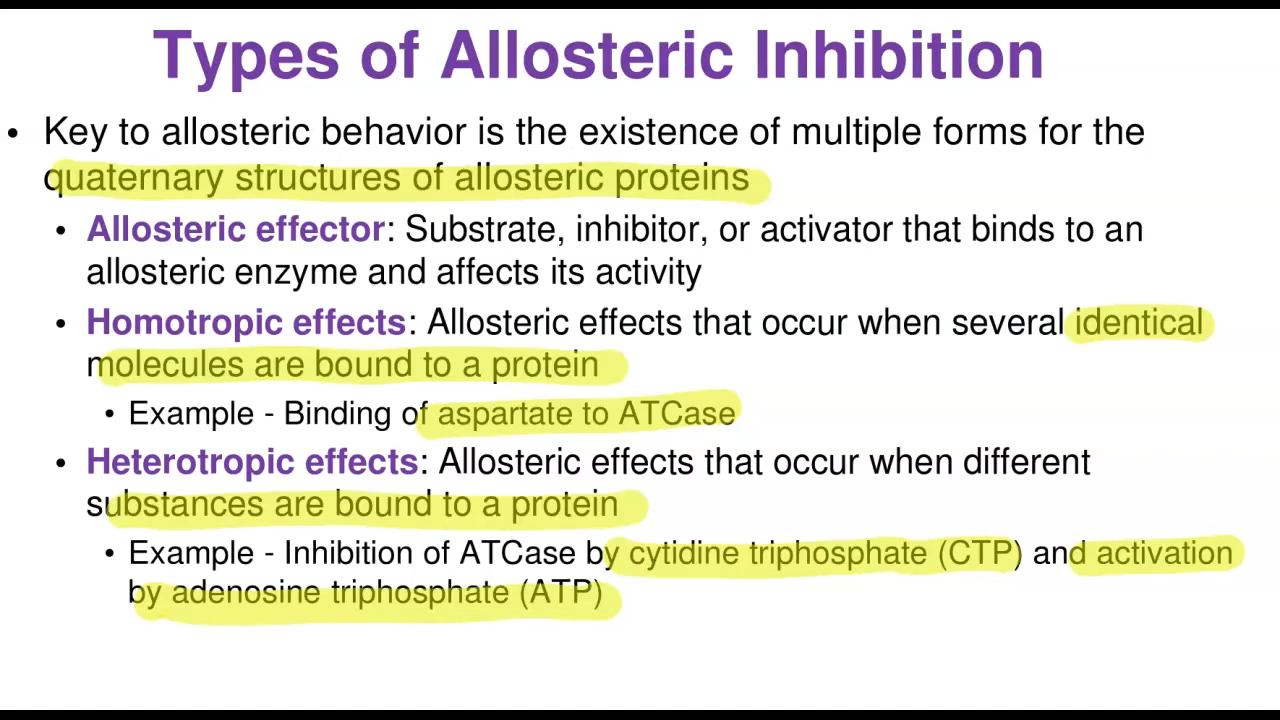 Types of Allosteric Inhibition
• Key to allosteric behavior is the existence of multiple forms for the
quaternary structures of allosteric proteins
• Allosteric effector: Substrate, inhibitor, or activator that binds to an
allosteric enzyme and affects its activity
• Homotropic effects: Allosteric effects that occur when several identical
molecules are bound to a protein
• Example - Binding of aspartate to ATCase
• Heterotropic effects: Allosteric effects that occur when different
substances are bound to a protein
• Example - Inhibition of ATCase by cytidine triphosphate (CTP) and activation
by adenosine triphosphate (ATP)